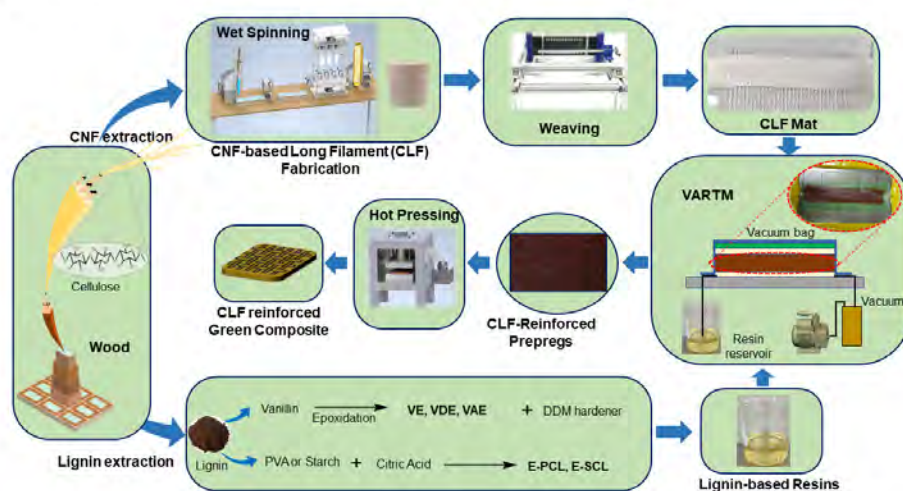 Wet Spinning
CNF extraction
CNF-based Long Filament (CLF)
Fabrication
Weaving
CLF Mat
VARTM
Vacuum bag
Vacuum
Resin
reservoir
Hot Pressing
CLF reinforced
Green Composite
CLF-Reinforced
Prepregs
Cellulose
Wood
Lignin extraction
Lignin
Vanillin
Epoxidation
VE, VDE, VAE
+ DDM hardener
PVA or Starch + Citric Acid
E-PCL, E-SCL
Lignin-based Resins